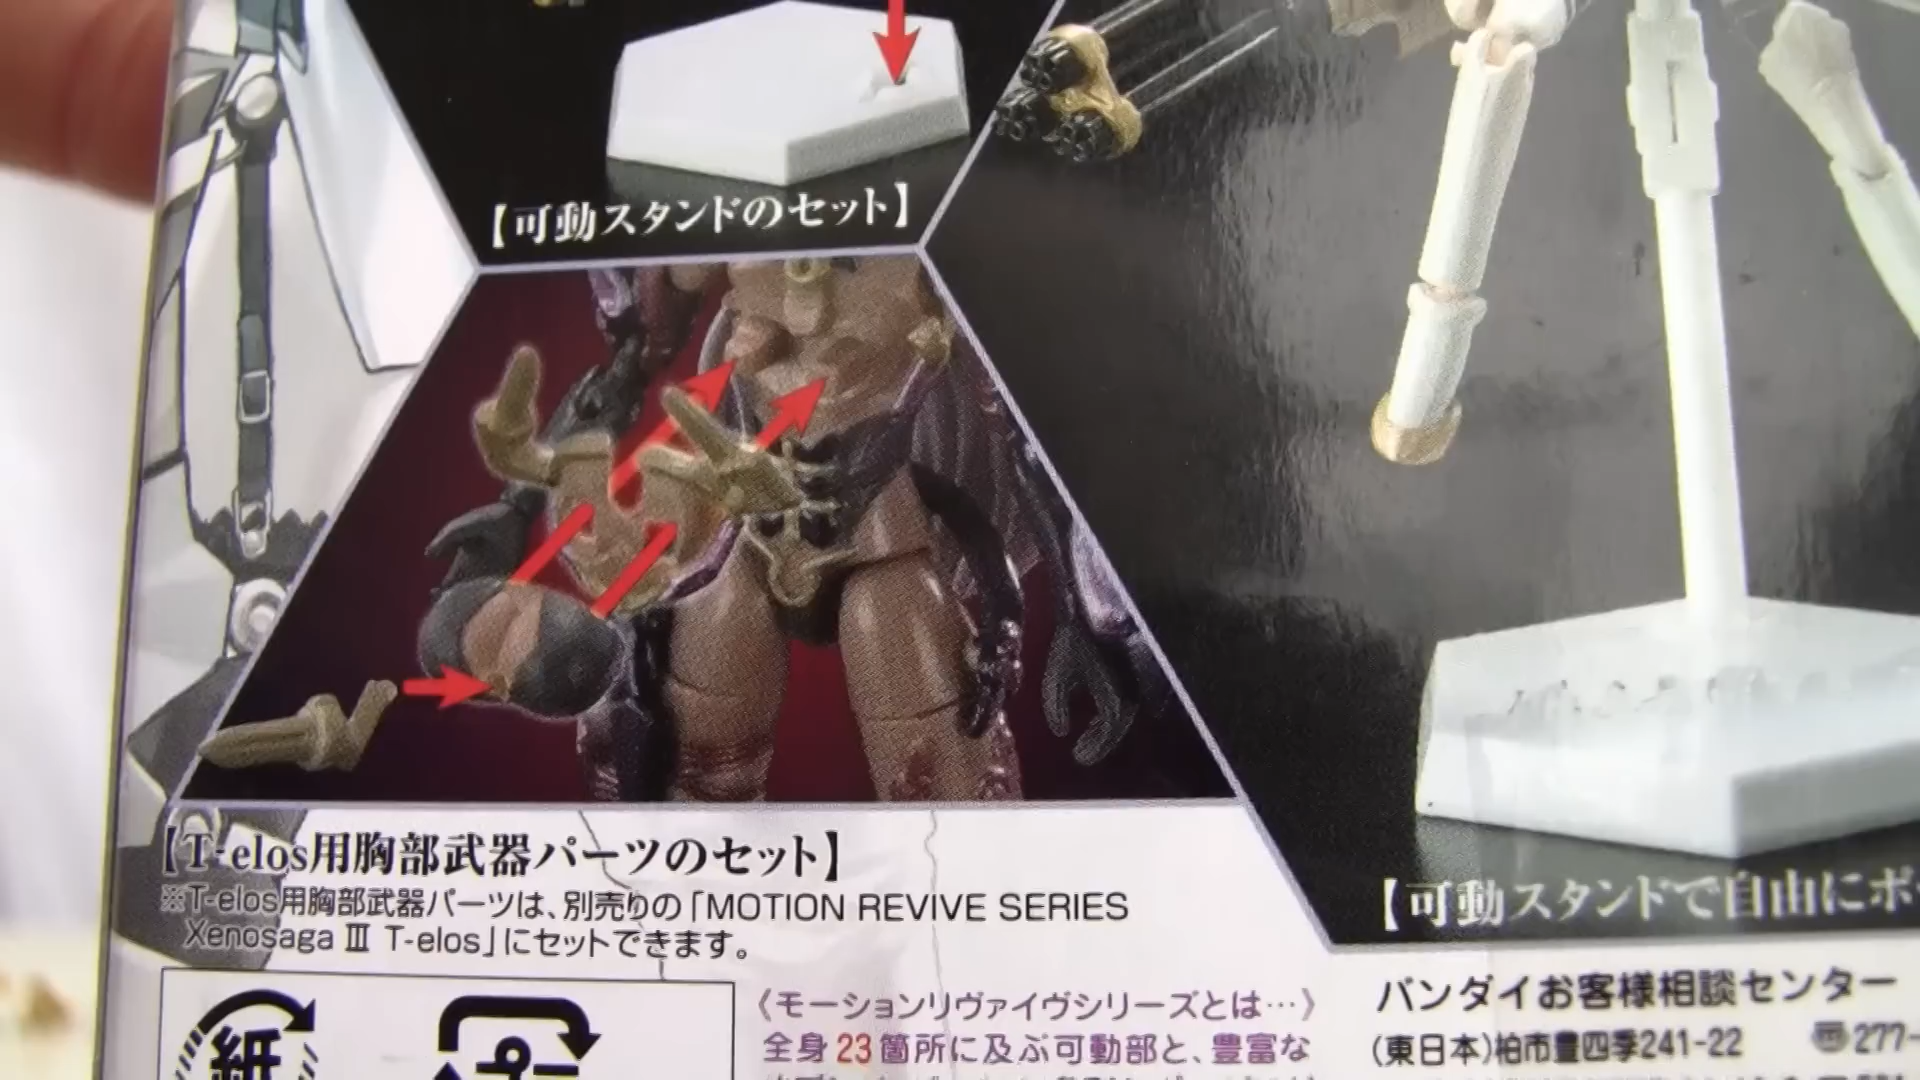 【可動スタンドのセット】
【T-elos用胸部武器パーツのセット】
※T-elos用胸部武器パーツは、別売りの「MOTION REVIVE SERIES
Xenosaga Ⅲ T-elos」にセットできます。
【可動スタンドで自由にポ
紙
プ
《モーションリヴァイヴシリーズとは…》
全身23箇所に及ぶ可動部と、豊富な
バンダイお客様相談センター
(東日本)柏市豊四季241-22 〠277-